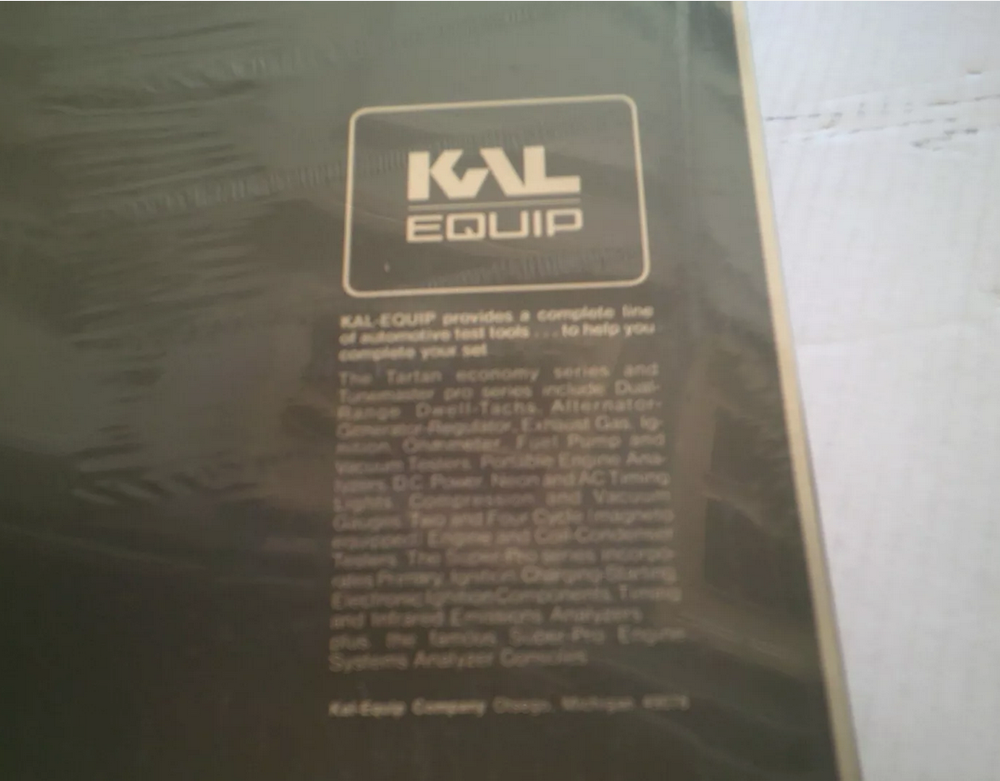 KAL
EQUIP
KAL-EQUIP provides a complete line
of automotive test tools....to help you
complete your set
The Tartan economy series and
Tunemaster pro series include Dual-
Range Dwell-Tachs, Alternator-
Generator-Regulator, Exhaust Gas, Ig-
nition, Ohmmeter, Fuel Pump and
Vacuum Testers, Portable Engine Ana-
lyzers, DC Power, Neon and AC Timing
Lights, Compression and Vacuum
Gauges, Two and Four Cycle (magneto
equipped) Engine and Coil-Condenser
Testers. The Super-Pro series incorpo-
rates Primary, Ignition Charging-Starting,
Electronic Ignition Components, Timing
and Infrared Emissions Analyzers
plus the famous Super-Pro Engine
Systems Analyzer Consoles.
Kal-Equip Company Otsego, Michigan 49078